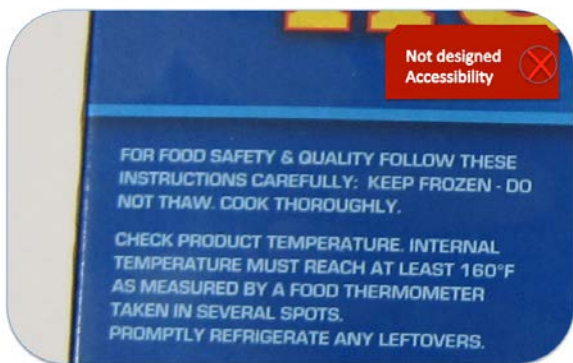 Not designed
Accessibility
FOR FOOD SAFETY & QUALITY FOLLOW THESE
INSTRUCTIONS CAREFULLY: KEEP FROZEN - DO
NOT THAW. COOK THOROUGHLY.
CHECK PRODUCT TEMPERATURE. INTERNAL
TEMPERATURE MUST REACH AT LEAST 160°F
AS MEASURED BY A FOOD THERMOMETER
TAKEN IN SEVERAL SPOTS.
PROMPTLY REFRIGERATE ANY LEFTOVERS.